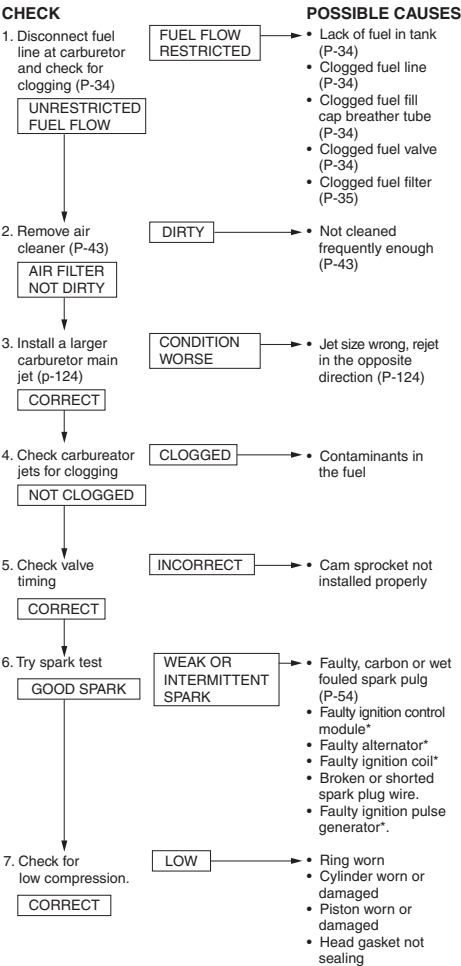 CHECK
POSSIBLE CAUSES
1. Disconnect fuel
line at carburetor
and check for
clogging (P-34)
FUEL FLOW
RESTRICTED
• Lack of fuel in tank
(P-34)
• Clogged fuel line
(P-34)
• Clogged fuel fill
cap breather tube
(P-34)
• Clogged fuel valve
(P-34)
• Clogged fuel filter
(P-35)
UNRESTRICTED
FUEL FLOW
2. Remove air
cleaner (P-43)
DIRTY
• Not cleaned
frequently enough
(P-43)
AIR FILTER
NOT DIRTY
3. Install a larger
carburetor main
jet (p-124)
CONDITION
WORSE
• Jet size wrong, rejet
in the opposite
direction (P-124)
CORRECT
4. Check carbureator
jets for clogging
CLOGGED
• Contaminants in
the fuel
NOT CLOGGED
5. Check valve
timing
INCORRECT
• Cam sprocket not
installed properly
CORRECT
6. Try spark test
WEAK OR
INTERMITTENT
SPARK
• Faulty, carbon or wet
fouled spark pulg
(P-54)
• Faulty ignition control
module*
• Faulty alternator*
• Faulty ignition coil*
• Broken or shorted
spark plug wire.
• Faulty ignition pulse
generator*.
GOOD SPARK
7. Check for
low compression.
LOW
• Ring worn
• Cylinder worn or
damaged
• Piston worn or
damaged
• Head gasket not
sealing
CORRECT